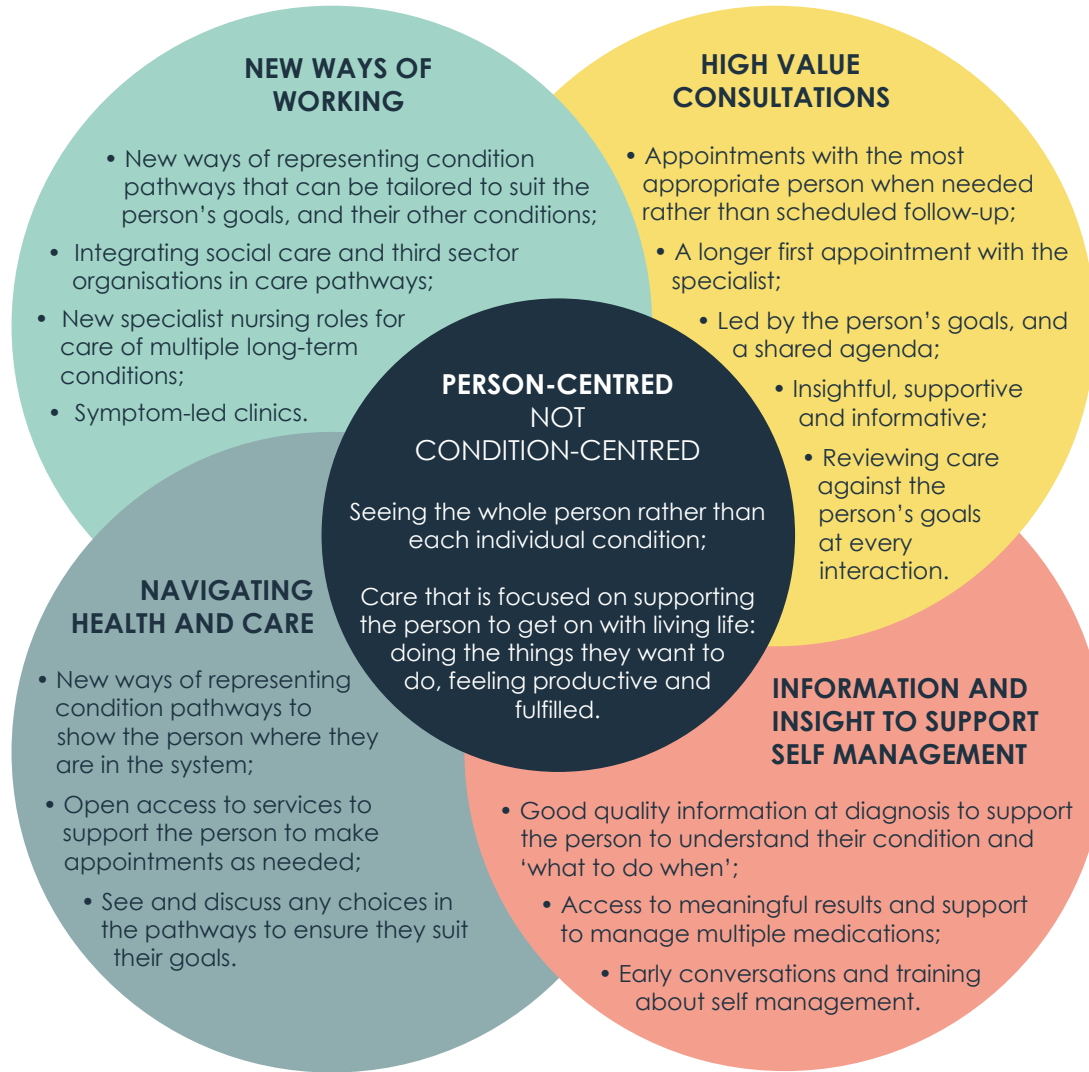 NEW WAYS OF
WORKING
• New ways of representing condition
pathways that can be tailored to suit the
person’s goals, and their other conditions;
• Integrating social care and third sector
organisations in care pathways;
• New specialist nursing roles for
care of multiple long-term
conditions;
• Symptom-led clinics.
HIGH VALUE
CONSULTATIONS
• Appointments with the most
appropriate person when needed
rather than scheduled follow-up;
• A longer first appointment with the
specialist;
• Led by the person’s goals, and
a shared agenda;
• Insightful, supportive
and informative;
• Reviewing care
against the
person’s goals
at every
interaction.
PERSON-CENTRED
NOT
CONDITION-CENTRED
Seeing the whole person rather than
each individual condition;
Care that is focused on supporting
the person to get on with living life:
doing the things they want to
do, feeling productive and
fulfilled.
NAVIGATING
HEALTH AND CARE
• New ways of representing
condition pathways to
show the person where they
are in the system;
• Open access to services to
support the person to make
appointments as needed;
• See and discuss any choices in
the pathways to ensure they suit
their goals.
INFORMATION AND
INSIGHT TO SUPPORT
SELF MANAGEMENT
• Good quality information at diagnosis to support
the person to understand their condition and
‘what to do when’;
• Access to meaningful results and support
to manage multiple medications;
• Early conversations and training
about self management.